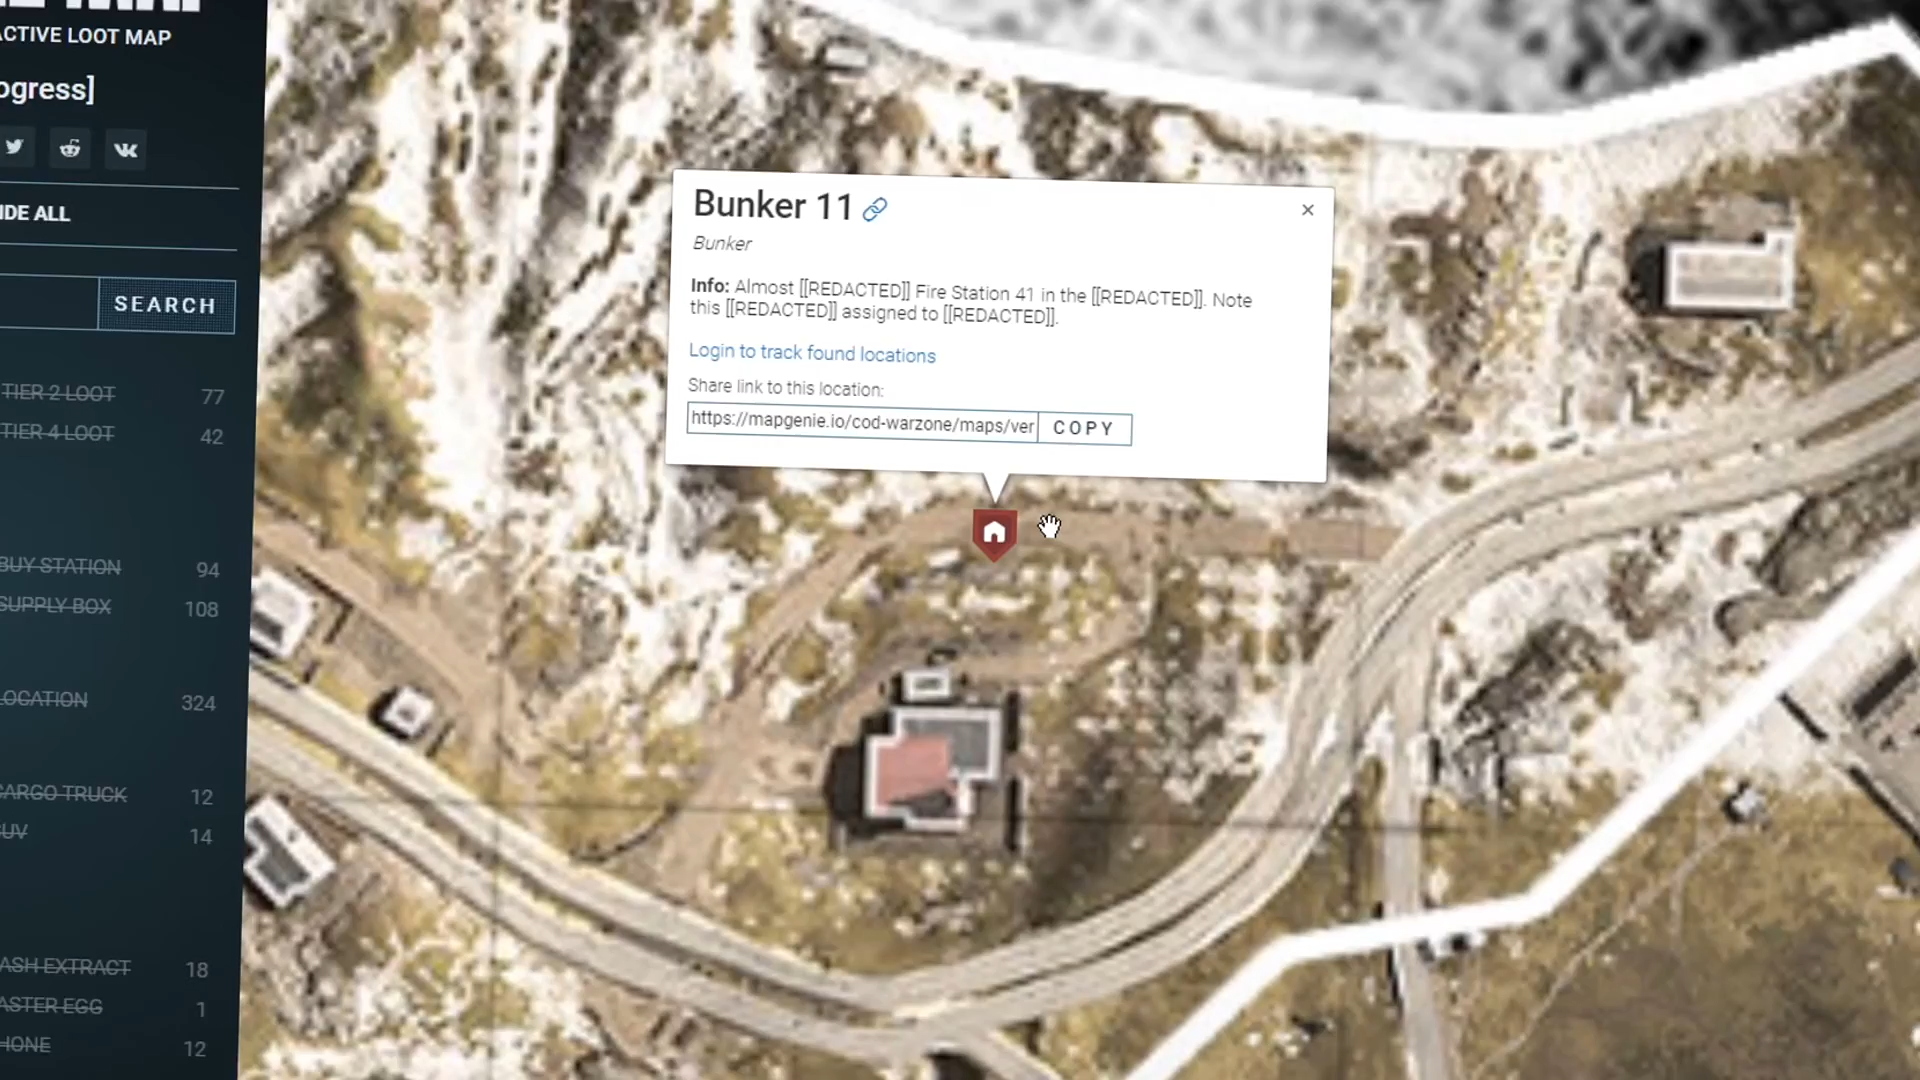 ACTIVE LOOT MAP
ogress]
IDE ALL
SEARCH
TIER 2 LOOT 77
TIER 4 LOOT 42
BUY STATION 94
SUPPLY BOX 108
LOCATION 324
CARGO TRUCK 12
SUV 14
ASH EXTRACT 18
ASTER EGG 1
HONE 12
Bunker 11
×
Bunker
Info: Almost [[REDACTED]] Fire Station 41 in the [[REDACTED]]. Note
this [[REDACTED]] assigned to [[REDACTED]].
Login to track found locations
Share link to this location:
https://mapgenie.io/cod-warzone/maps/ver COPY